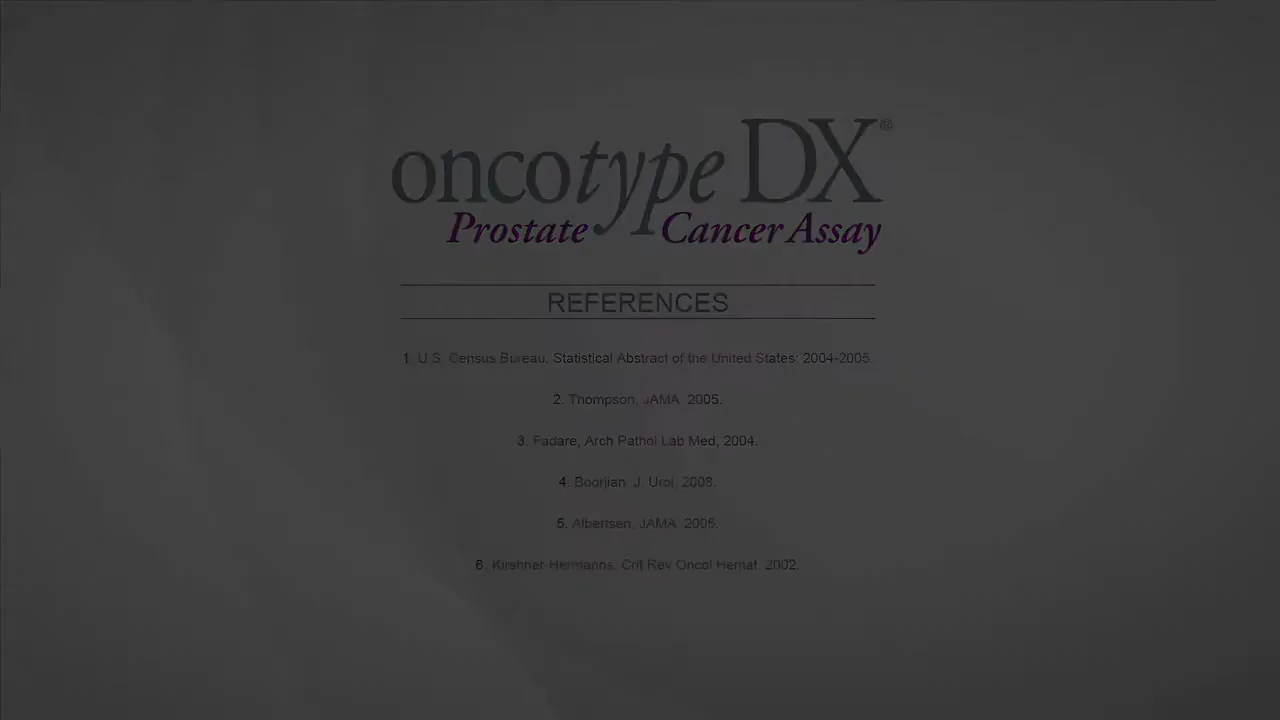 oncotype DX®
Prostate Cancer Assay
REFERENCES
1. U.S. Census Bureau, Statistical Abstract of the United States: 2004-2005.
2. Thompson, JAMA, 2005.
3. Fadare, Arch Pathol Lab Med, 2004.
4. Boorjian, J. Urol, 2008.
5. Albertsen, JAMA, 2005.
6. Kirshner-Hermanns, Crit Rev Oncol Hemat, 2002.